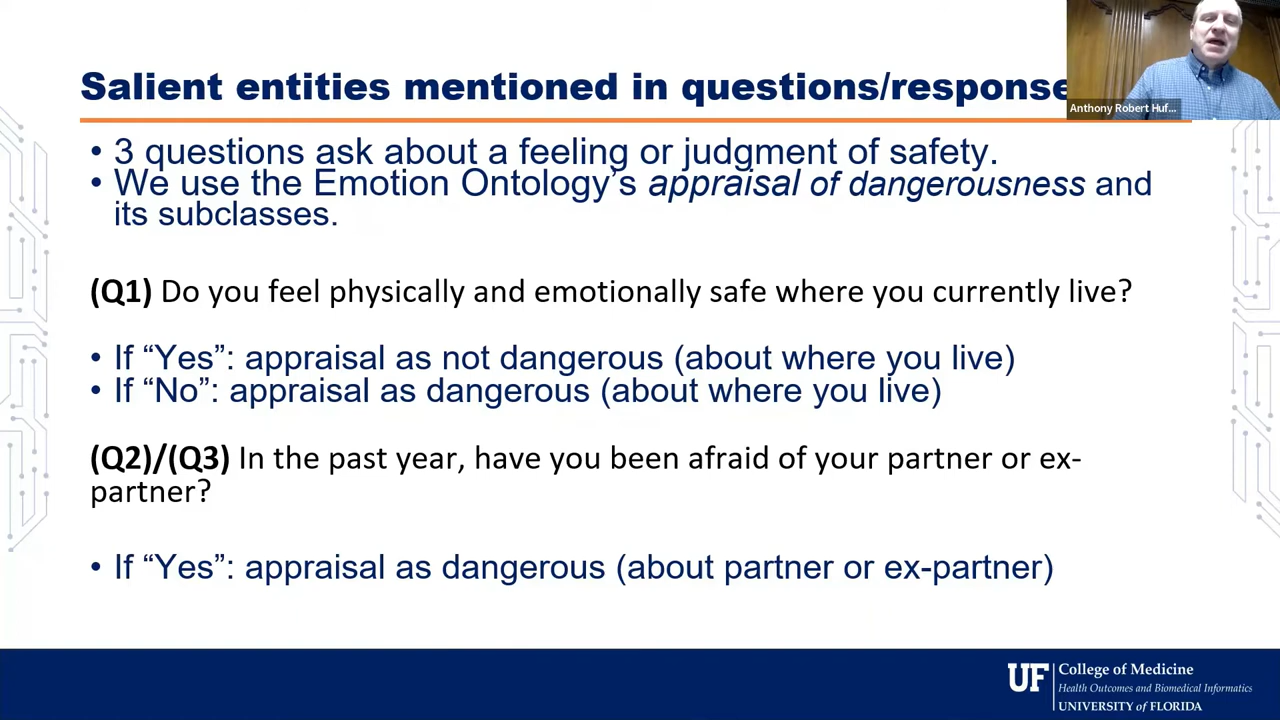 Salient entities mentioned in questions/response
Anthony Robert Huf...
• 3 questions ask about a feeling or judgment of safety.
• We use the Emotion Ontology’s appraisal of dangerousness and
its subclasses.
(Q1) Do you feel physically and emotionally safe where you currently live?
• If “Yes”: appraisal as not dangerous (about where you live)
• If “No”: appraisal as dangerous (about where you live)
(Q2)/(Q3) In the past year, have you been afraid of your partner or ex-
partner?
• If “Yes”: appraisal as dangerous (about partner or ex-partner)
UF
College of Medicine
Health Outcomes and Biomedical Informatics
UNIVERSITY of FLORIDA